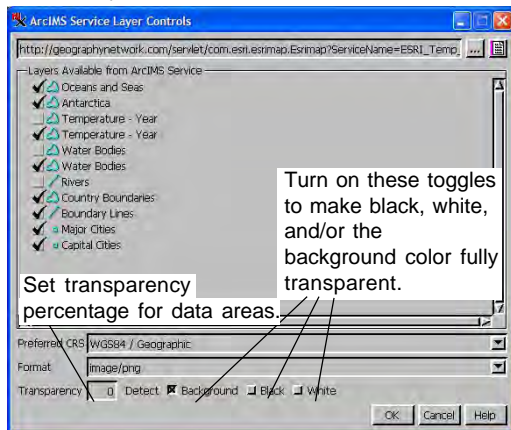 ArcIMS Service Layer Controls
http://geographynetwork.com/servlet/com.esri.esrimap.Esrimap?ServiceName=ESRI_Temp_ ...
Layers Available from ArcIMS Service
Oceans and Seas
Antarctica
Temperature - Year
Temperature - Year
Water Bodies
Water Bodies
Rivers
Country Boundaries
Boundary Lines
Major Cities
Capital Cities
Turn on these toggles
to make black, white,
and/or the
background color fully
transparent.
Set transparency
percentage for data areas.
Preferred CRS WGS84 / Geographic
Format image/png
Transparency 0 Detect Background Black White
OK Cancel Help